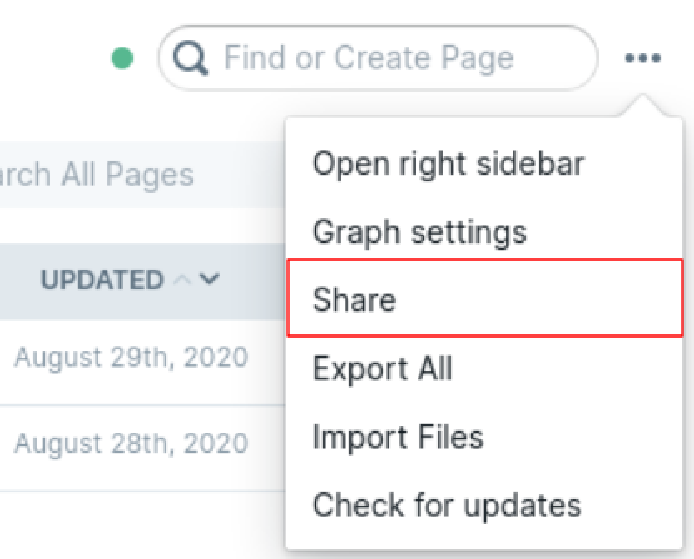 Find or Create Page
Open right sidebar
arch All Pages
Graph settings
UPDATED
Share
August 29th, 2020
Export All
Import Files
August 28th, 2020
Check for updates